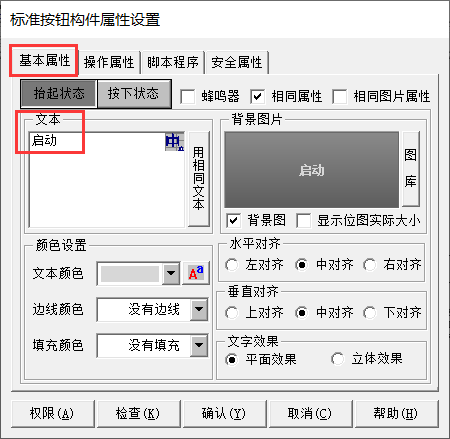 标准按钮构件属性设置
基本属性 操作属性 脚本程序 安全属性
抬起状态 按下状态 蜂鸣器 相同属性 相同图片属性
文本
启动
中A
用相同文本
背景图片
启动
图库
背景图 显示位图实际大小
颜色设置
文本颜色 Aa
边线颜色 没有边线
填充颜色 没有填充
水平对齐
左对齐 中对齐 右对齐
垂直对齐
上对齐 中对齐 下对齐
文字效果
平面效果 立体效果
权限(A) 检查(K) 确认(Y) 取消(C) 帮助(H)